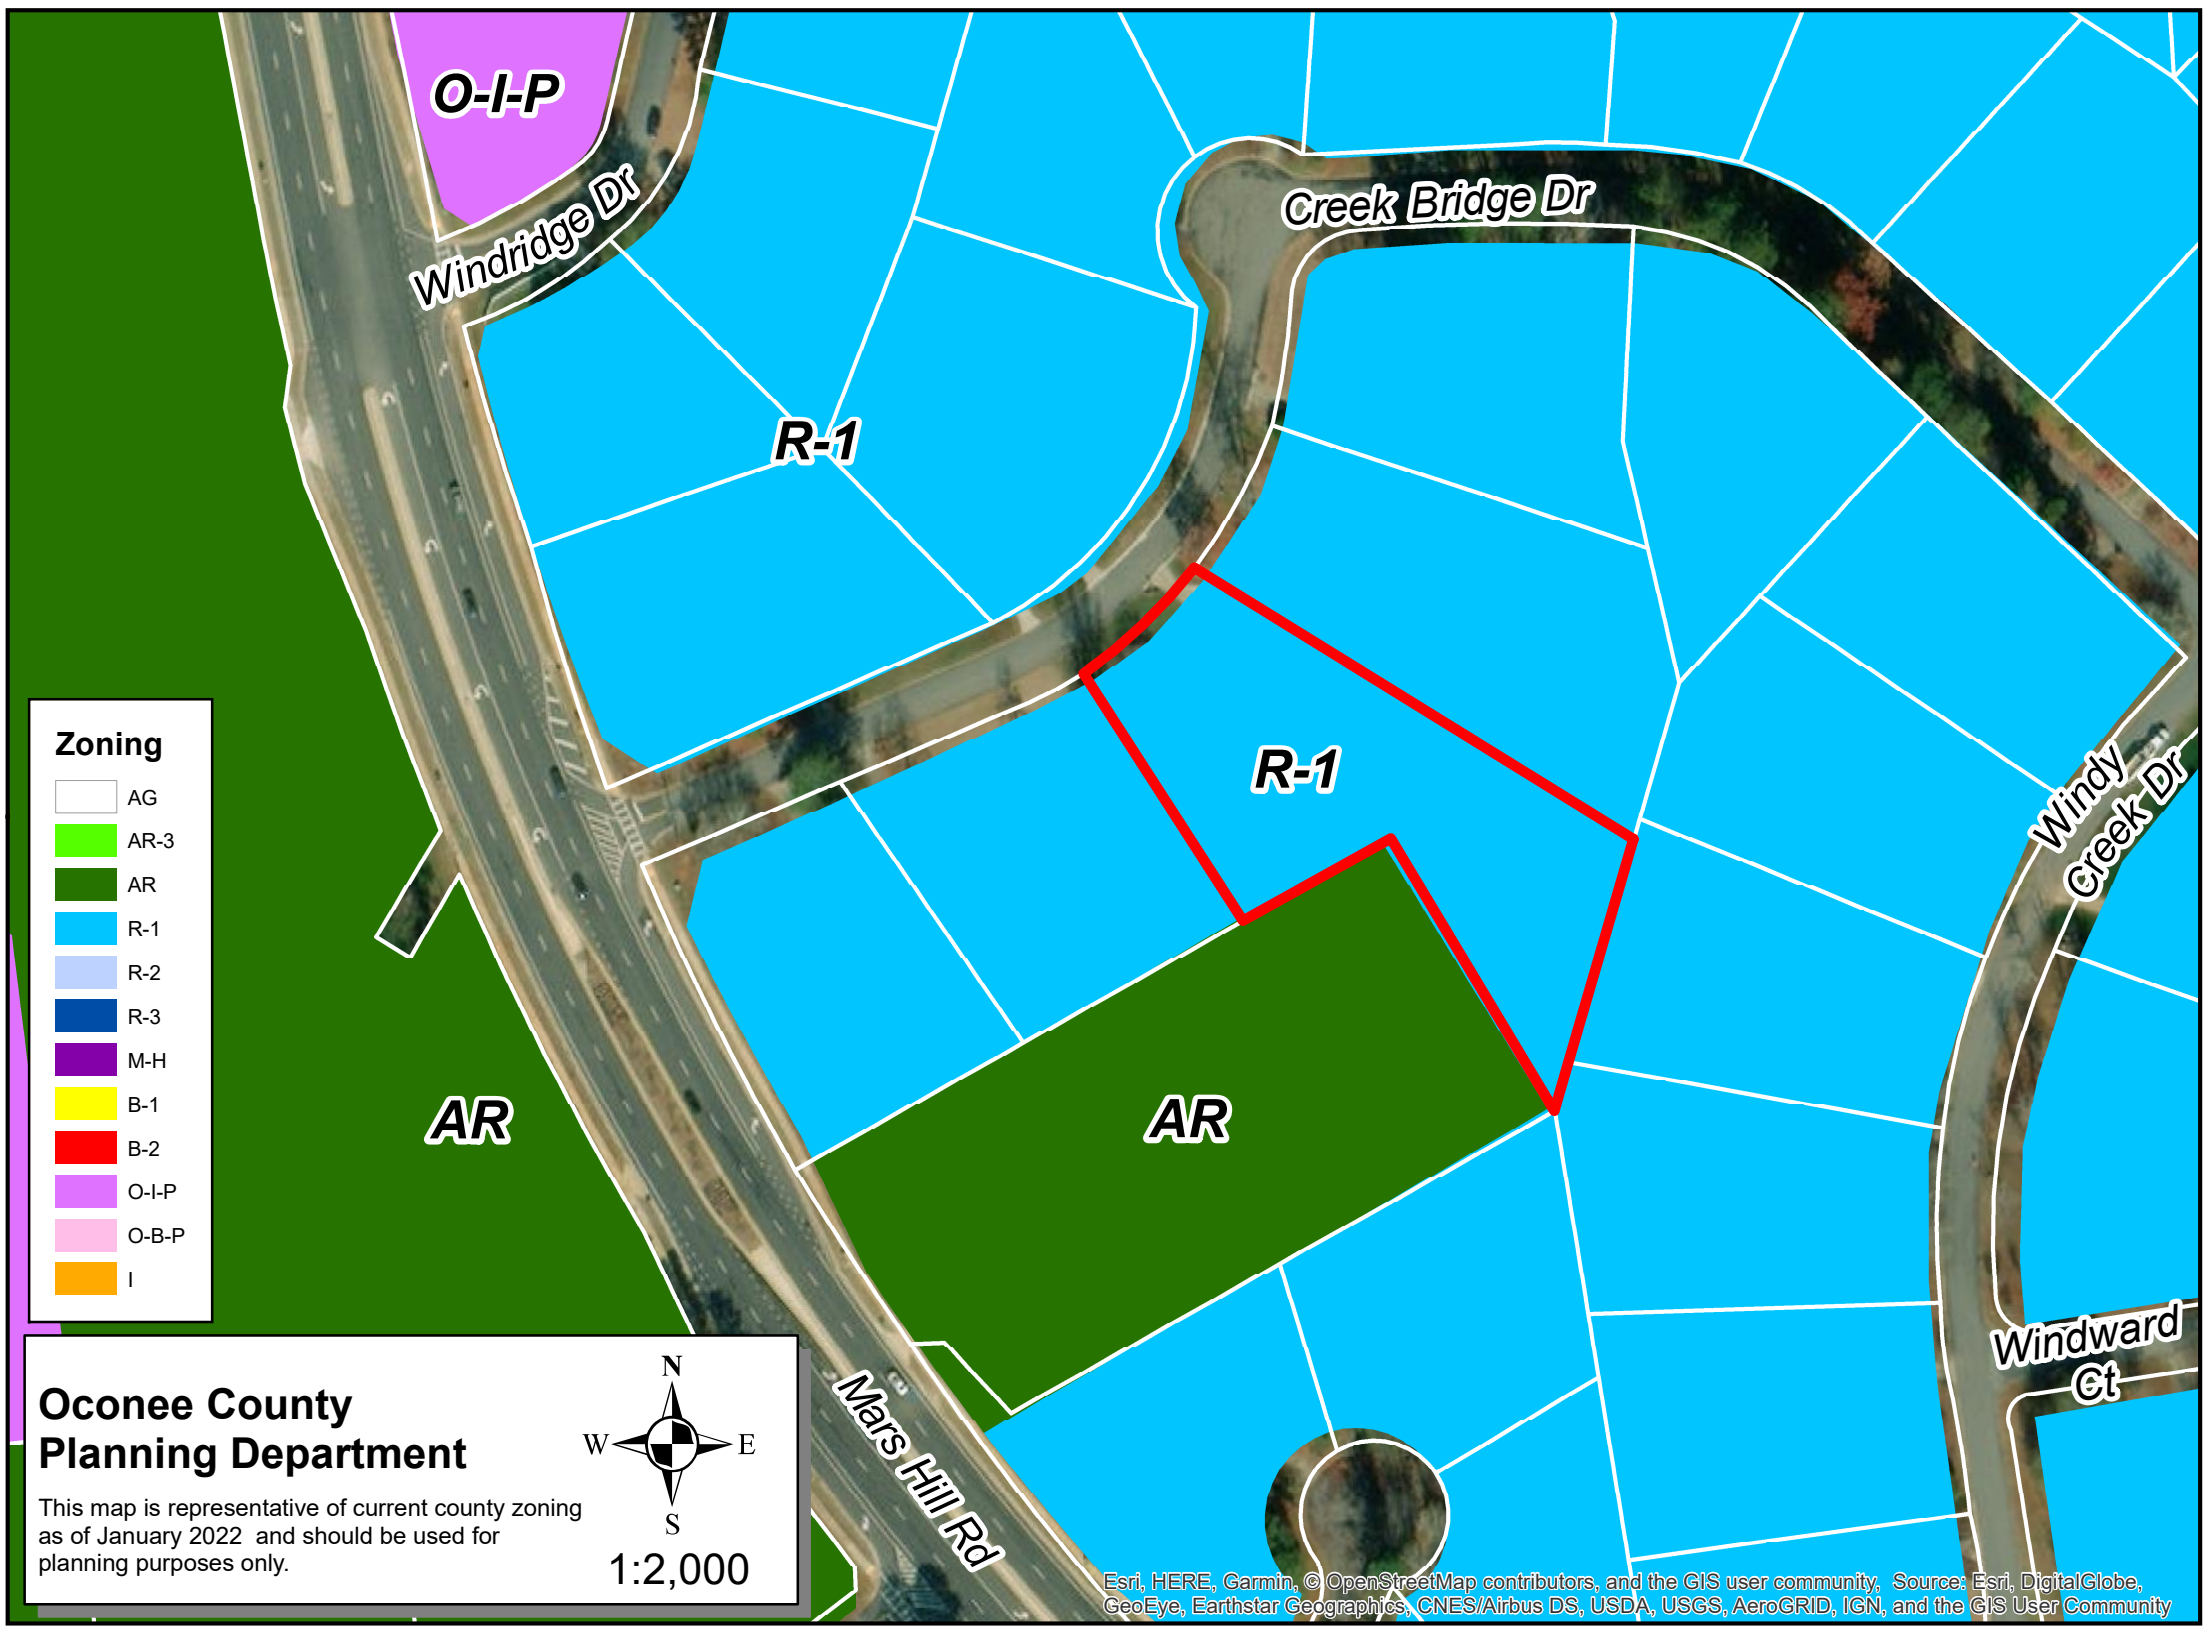 O-I-P
Windridge Dr
Creek Bridge Dr
R-1
R-1
Windy
Creek Dr
Zoning
AG
AR-3
AR
R-1
R-2
R-3
M-H
B-1
B-2
O-I-P
O-B-P
I
AR
AR
Windward
Ct
Mars Hill Rd
Oconee County
Planning Department
This map is representative of current county zoning
as of January 2022 and should be used for
planning purposes only.
N
W E
S
1:2,000
Esri, HERE, Garmin, © OpenStreetMap contributors, and the GIS user community, Source: Esri, DigitalGlobe,
GeoEye, Earthstar Geographics, CNES/Airbus DS, USDA, USGS, AeroGRID, IGN, and the GIS User Community